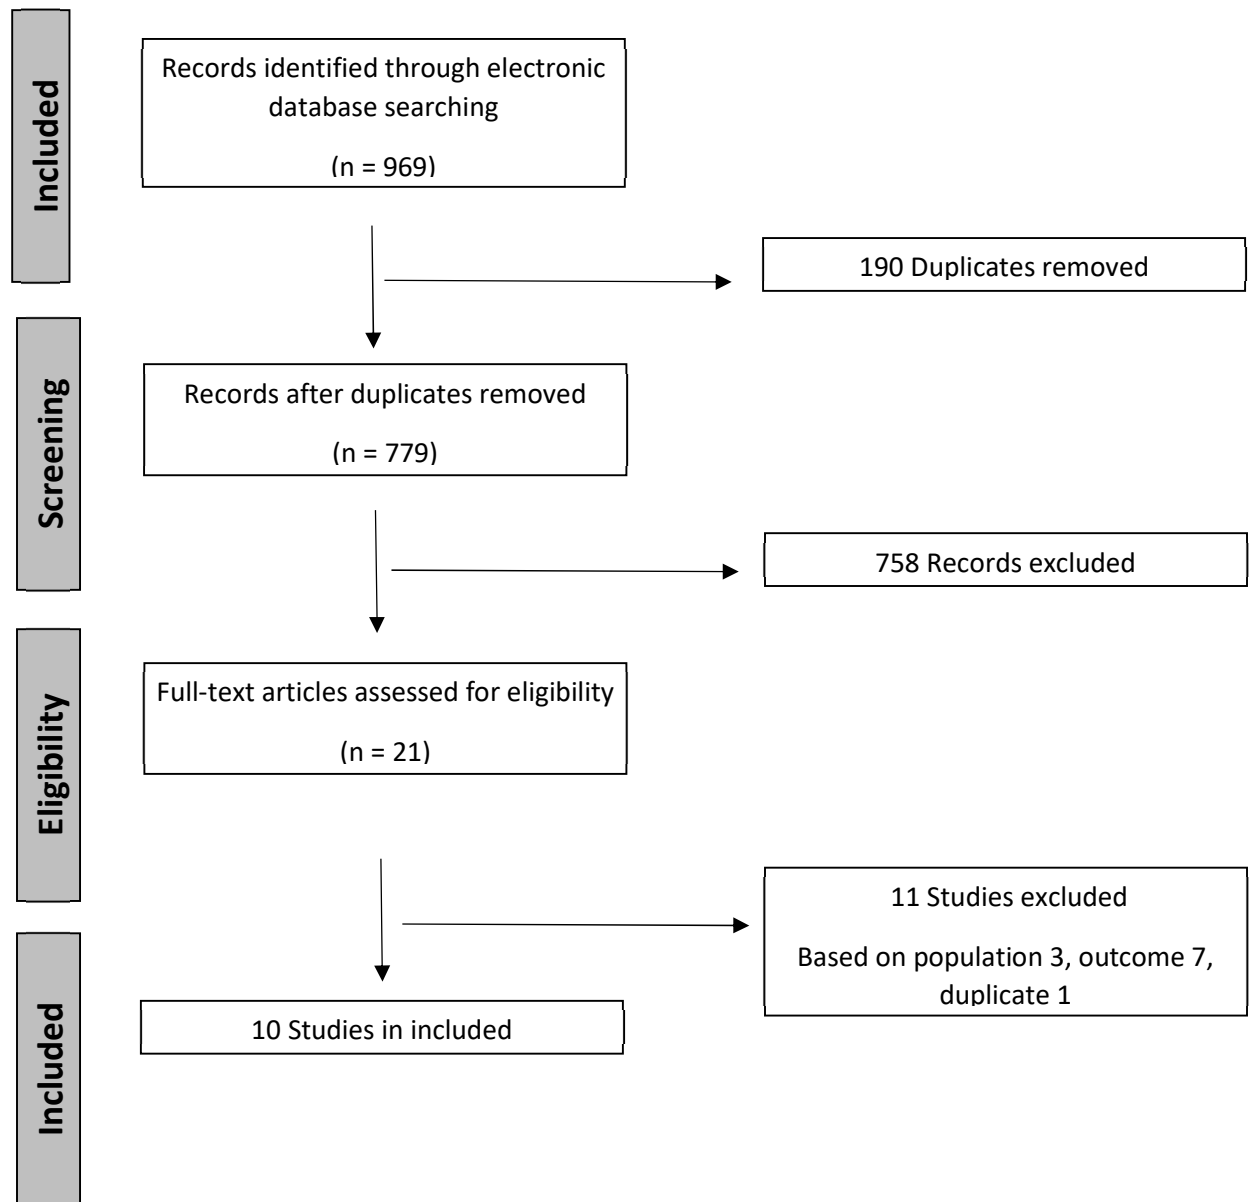 Included
Records identified through electronic
database searching
(n = 969)
190 Duplicates removed
Screening
Records after duplicates removed
(n = 779)
758 Records excluded
Eligibility
Full-text articles assessed for eligibility
(n = 21)
11 Studies excluded
Based on population 3, outcome 7,
duplicate 1
Included
10 Studies in included